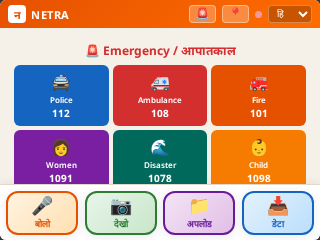 न NETRA हि
🚨 Emergency / आपातकाल
Police Ambulance Fire
112 108 101
Women Disaster Child
1091 1078 1098
बोलो देखो अपलोड डेटा